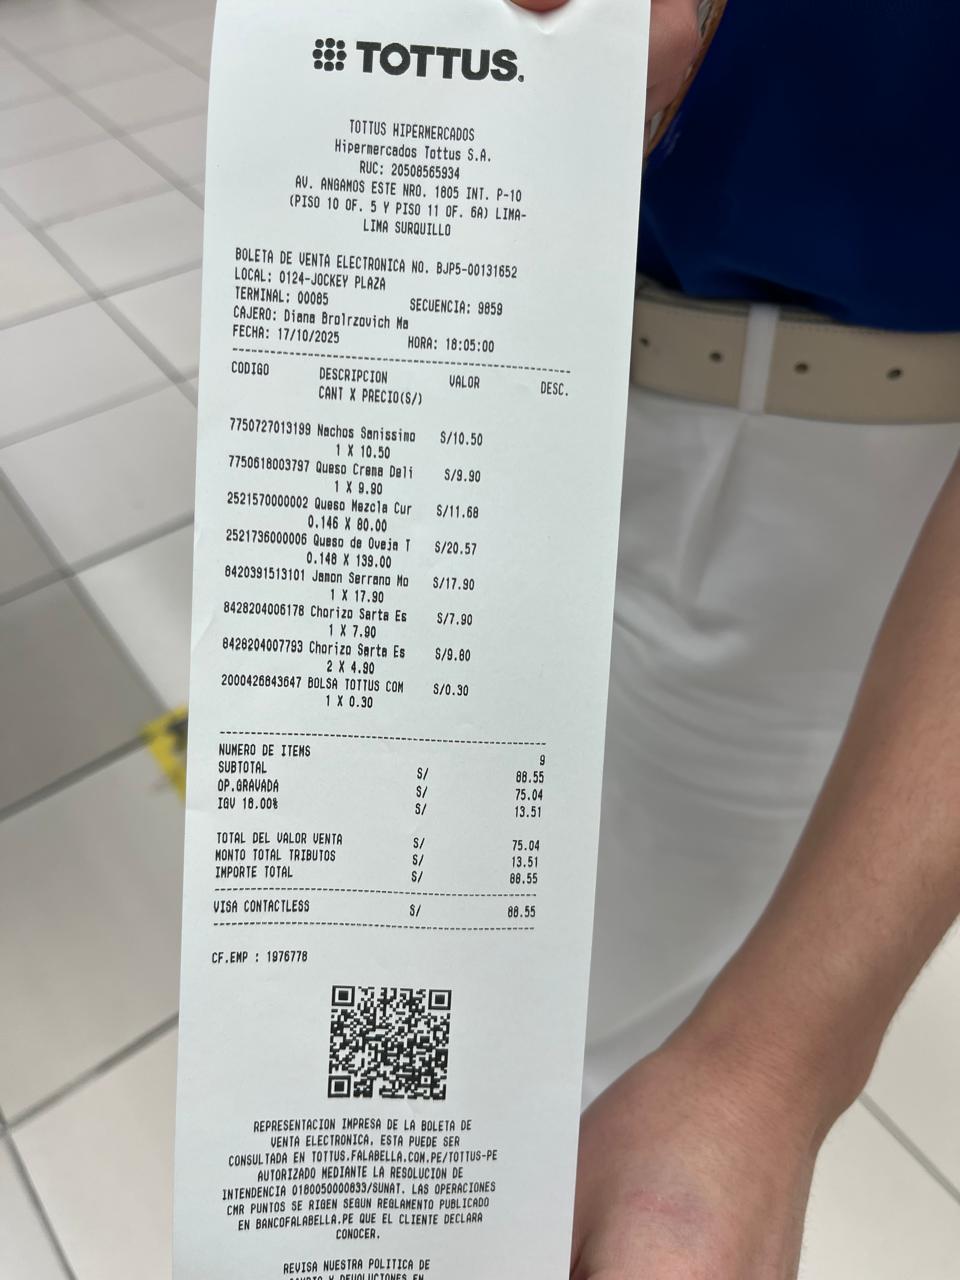 TOTTUS.
TOTTUS HIPERMERCADOS
Hipermercados Tottus S.A.
RUC: 20508565934
AV. ANGAMOS ESTE NRO. 1805 INT. P-10
(PISO 10 OF. 5 Y PISO 11 OF. 6A) LIMA-
LIMA SURQUILLO
BOLETA DE VENTA ELECTRONICA NO. BJP5-00131652
LOCAL: 0124-JOCKEY PLAZA
TERMINAL: 00085 SECUENCIA: 9859
CAJERO: Diana Brolrzovich Ma
FECHA: 17/10/2025 HORA: 18:05:00
CODIGO DESCRIPCION VALOR DESC.
CANT X PRECIO(S/)
7750727013199 Nachos Sanissimo S/10.50
1 X 10.50
7750618003797 Queso Crema Deli S/9.90
1 X 9.90
2521570000002 Queso Mezcla Cur S/11.68
0.146 X 80.00
2521736000006 Queso de Oveja T S/20.57
0.148 X 139.00
8420391513101 Jamon Serrano Mo S/17.90
1 X 17.90
8428204006178 Chorizo Sarta Es S/7.90
1 X 7.90
8428204007793 Chorizo Sarta Es S/9.80
2 X 4.90
2000426843647 BOLSA TOTTUS COM S/0.30
1 X 0.30
NUMERO DE ITEMS 9
SUBTOTAL S/ 88.55
OP.GRAVADA S/ 75.04
IGV 18.00% S/ 13.51
TOTAL DEL VALOR VENTA S/ 75.04
MONTO TOTAL TRIBUTOS S/ 13.51
IMPORTE TOTAL S/ 88.55
VISA CONTACTLESS S/ 88.55
CF.EMP : 1976778
REPRESENTACION IMPRESA DE LA BOLETA DE
VENTA ELECTRONICA, ESTA PUEDE SER
CONSULTADA EN TOTTUS.FALABELLA.COM.PE/TOTTUS-PE
AUTORIZADO MEDIANTE LA RESOLUCION DE
INTENDENCIA 0180050000833/SUNAT. LAS OPERACIONES
CMR PUNTOS SE RIGEN SEGUN REGLAMENTO PUBLICADO
EN BANCOFALABELLA.PE QUE EL CLIENTE DECLARA
CONOCER.
REVISA NUESTRA POLITICA DE
CAMBIO Y DEVOLUCIONES EN